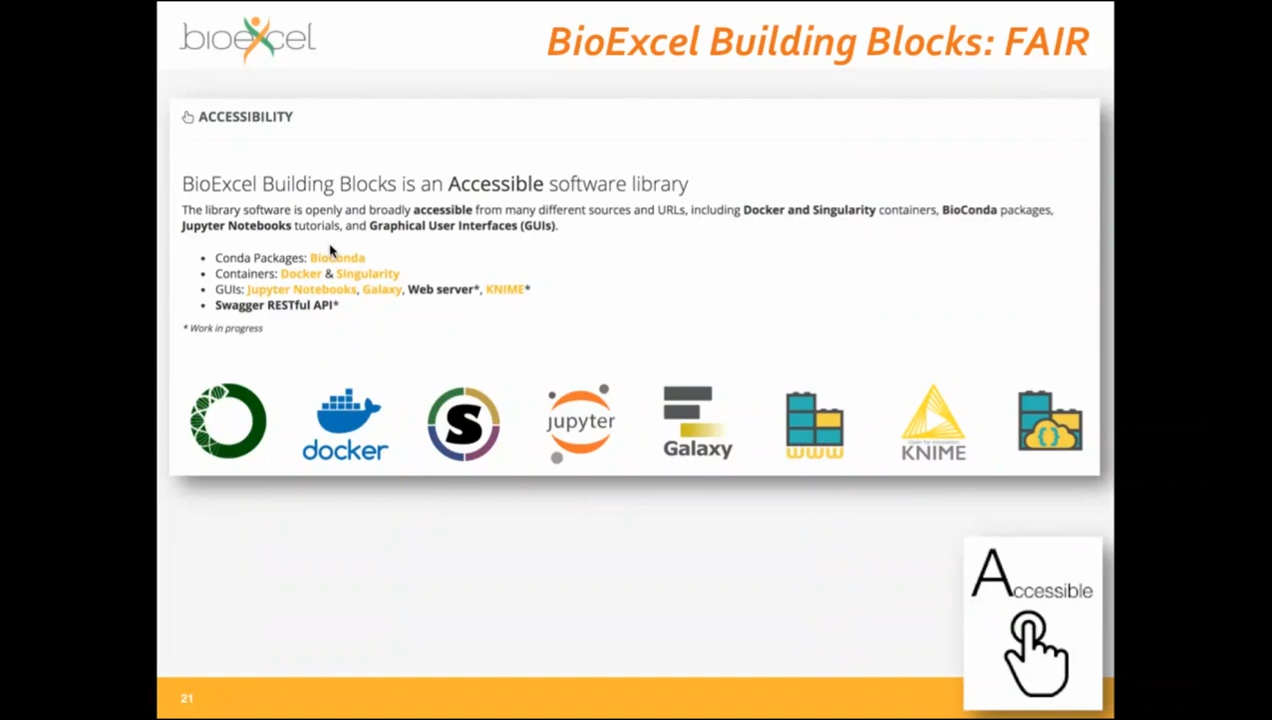 bioexcel
BioExcel Building Blocks: FAIR
ACCESSIBILITY
BioExcel Building Blocks is an Accessible software library
The library software is openly and broadly accessible from many different sources and URLs, including Docker and Singularity containers, BioConda packages,
Jupyter Notebooks tutorials, and Graphical User Interfaces (GUIs).
• Conda Packages: BioConda
• Containers: Docker & Singularity
• GUIs: Jupyter Notebooks, Galaxy, Web server*, KNIME*
• Swagger RESTful API*
* Work in progress
docker
S
jupyter
Galaxy
www
Open for Innovation
KNIME
{}
Accessible
21